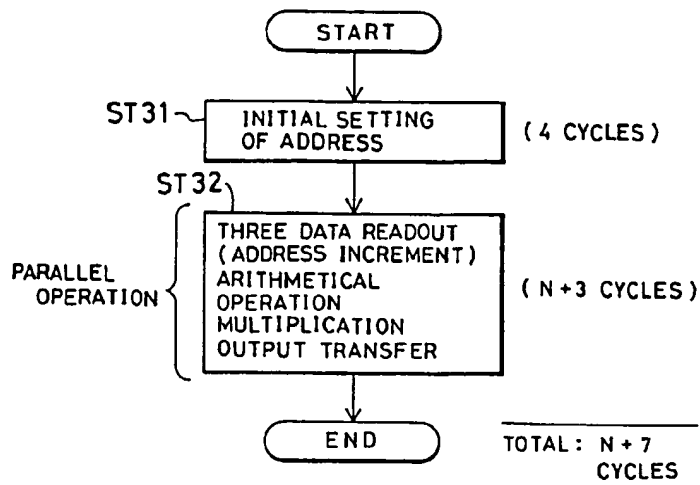 START
ST31
INITIAL SETTING
OF ADDRESS
( 4 CYCLES )
ST32
THREE DATA READOUT
(ADDRESS INCREMENT)
ARITHMETICAL
OPERATION
MULTIPLICATION
OUTPUT TRANSFER
PARALLEL
OPERATION
( N+3 CYCLES )
END
TOTAL: N+7
CYCLES